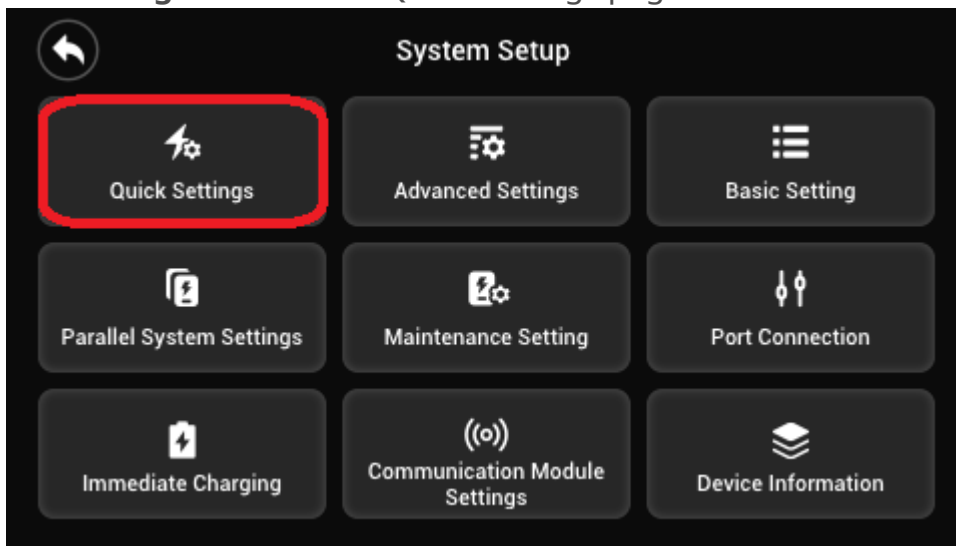 System Setup
Quick Settings
Advanced Settings
Basic Setting
Parallel System Settings
Maintenance Setting
Port Connection
Immediate Charging
Communication Module
Settings
Device Information